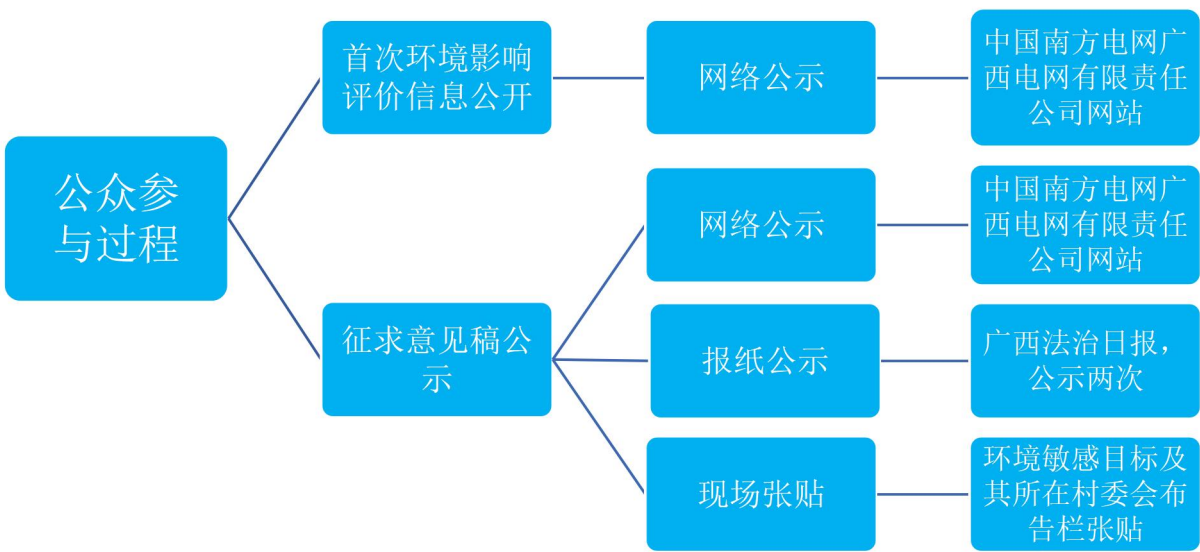 公众参
与过程
首次环境影响
评价信息公开
网络公示
中国南方电网广
西电网有限责任
公司网站
征求意见稿公
示
网络公示
中国南方电网广
西电网有限责任
公司网站
报纸公示
广西法治日报，
公示两次
现场张贴
环境敏感目标及
其所在村委会布
告栏张贴